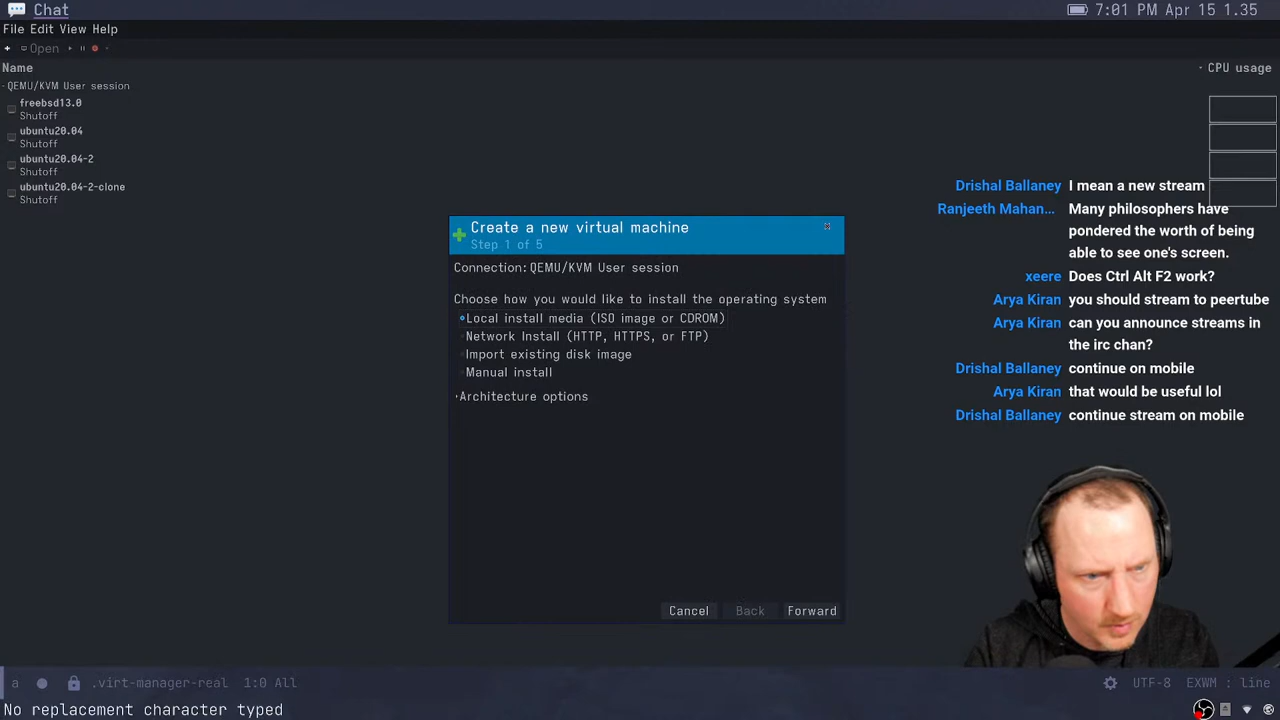 Chat
7:01 PM Apr 15 1.35
File Edit View Help
Open
Name
CPU usage
QEMU/KVM User session
freebsd13.0
Shutoff
ubuntu20.04
Shutoff
ubuntu20.04-2
Shutoff
ubuntu20.04-2-clone
Shutoff
Create a new virtual machine
Step 1 of 5
Connection: QEMU/KVM User session
Choose how you would like to install the operating system
Local install media (ISO image or CDROM)
Network Install (HTTP, HTTPS, or FTP)
Import existing disk image
Manual install
Architecture options
Cancel Back Forward
Drishal Ballaney I mean a new stream
Ranjeeth Mahan... Many philosophers have
pondered the worth of being
able to see one's screen.
xeere Does Ctrl Alt F2 work?
Arya Kiran you should stream to peertube
Arya Kiran can you announce streams in
the irc chan?
Drishal Ballaney continue on mobile
Arya Kiran that would be useful lol
Drishal Ballaney continue stream on mobile
a .virt-manager-real 1:0 All
UTF-8 EXWM : line
No replacement character typed